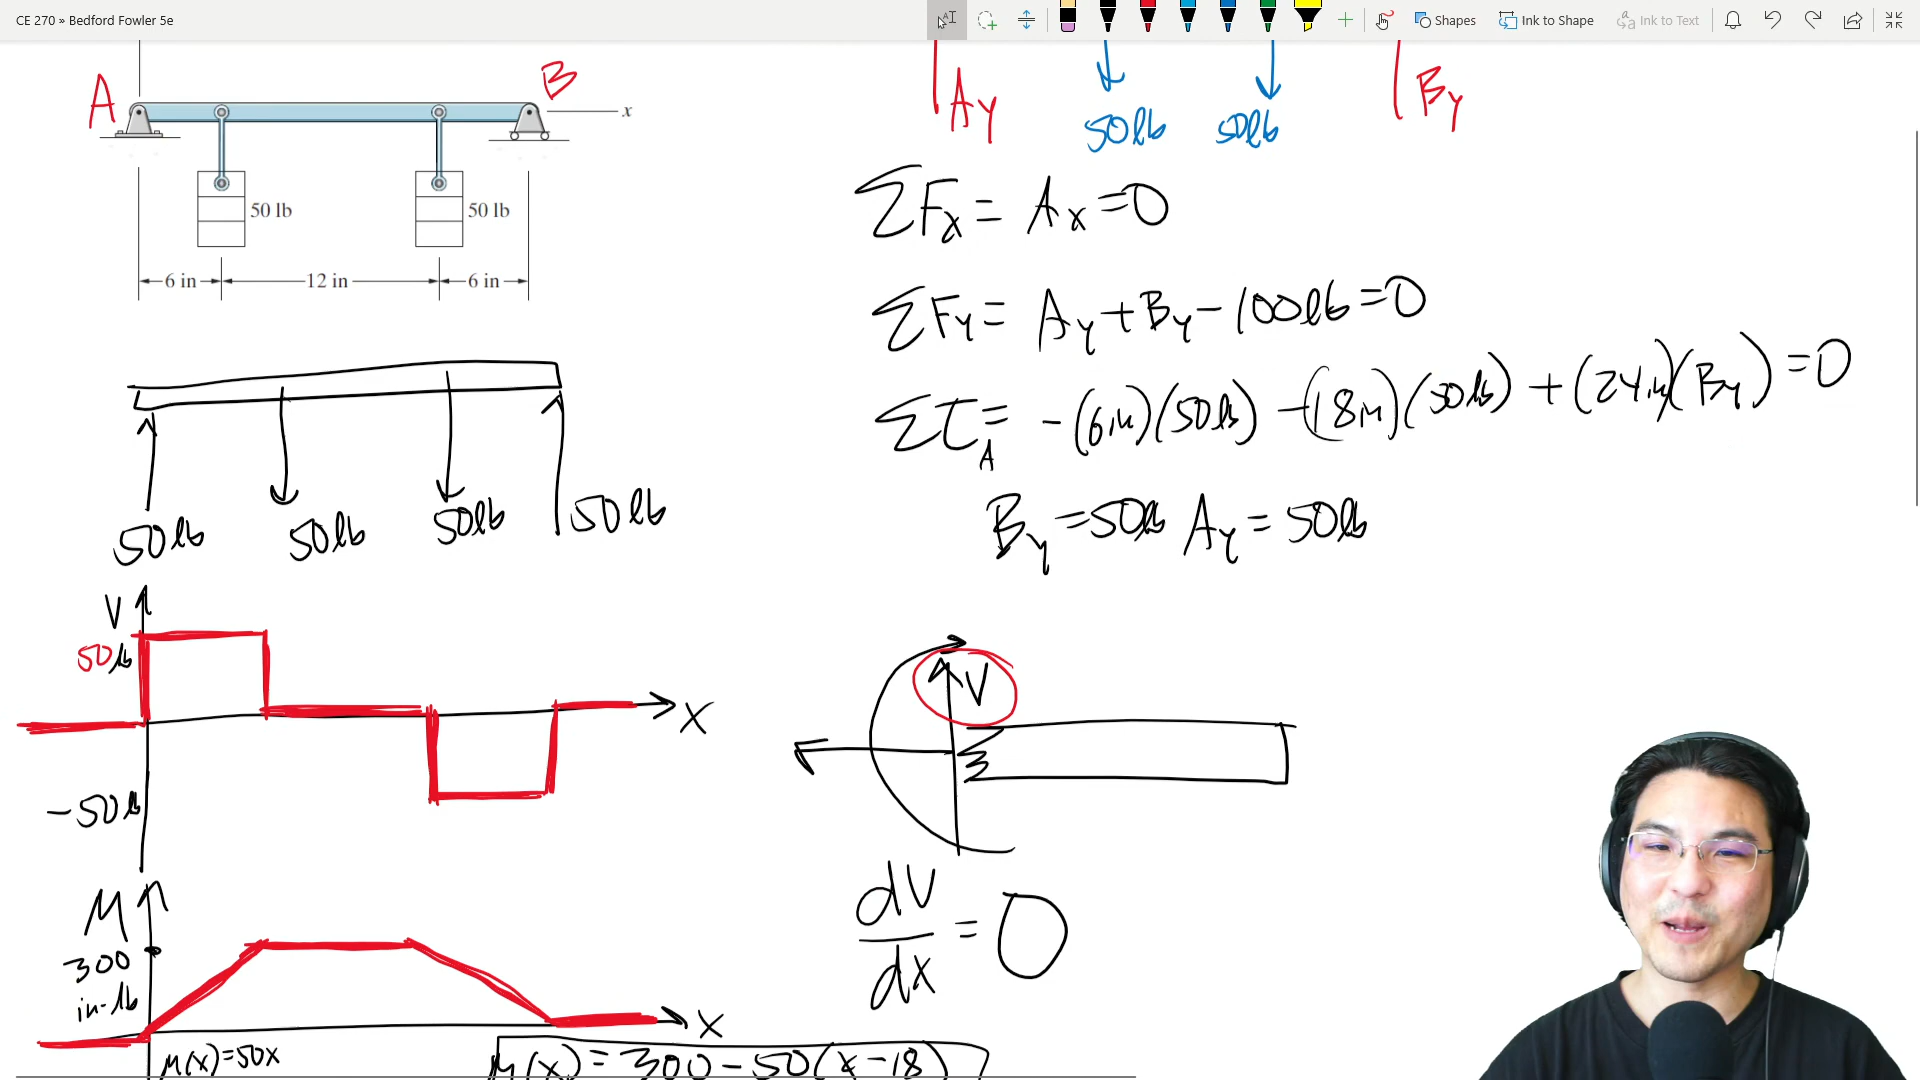 CE 270 » Bedford Fowler 5e
Shapes
Ink to Shape
Ink to Text
A
B
x
50 lb
50 lb
6 in
12 in
6 in
50lb
50lb
50lb
50lb
V
50lb
X
-50lb
M
300
in-lb
X
M(x)=50x
M(x)=300-50(x-18)
Ay
50lb
50lb
By
ΣFx = Ax=0
ΣFy= Ay+By-100lb=0
ΣτA= -(6in)(50lb) -(18in)(50lb) +(24in)(By)=0
By=50lb Ay=50lb
V
dV/dx = 0